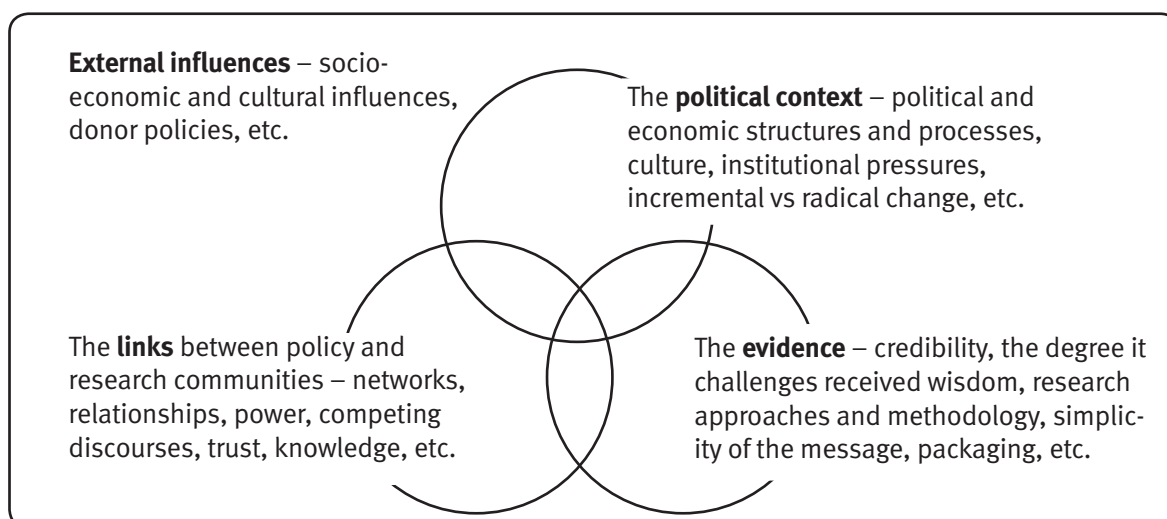 External influences – socio-
economic and cultural influences,
donor policies, etc.
The political context – political and
economic structures and processes,
culture, institutional pressures,
incremental vs radical change, etc.
The links between policy and
research communities – networks,
relationships, power, competing
discourses, trust, knowledge, etc.
The evidence – credibility, the degree it
challenges received wisdom, research
approaches and methodology, simplic-
ity of the message, packaging, etc.